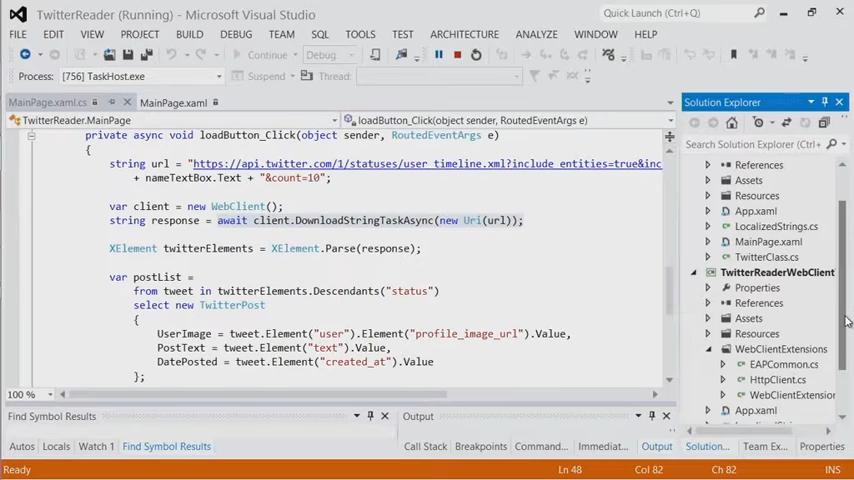 TwitterReader (Running) - Microsoft Visual Studio
Quick Launch (Ctrl+Q)
FILE EDIT VIEW PROJECT BUILD DEBUG TEAM SQL TOOLS TEST ARCHITECTURE ANALYZE WINDOW HELP
Continue Debug
Process: [756] TaskHost.exe Suspend Thread:
MainPage.xaml.cs MainPage.xaml
TwitterReader.MainPage loadButton_Click(object sender, RoutedEventArgs e)
private async void loadButton_Click(object sender, RoutedEventArgs e)
{
string url = "https://api.twitter.com/1/statuses/user_timeline.xml?include_entities=true&inc
+ nameTextBox.Text + "&count=10";
var client = new WebClient();
string response = await client.DownloadStringTaskAsync(new Uri(url));
XElement twitterElements = XElement.Parse(response);
var postList =
from tweet in twitterElements.Descendants("status")
select new TwitterPost
{
UserImage = tweet.Element("user").Element("profile_image_url").Value,
PostText = tweet.Element("text").Value,
DatePosted = tweet.Element("created_at").Value
};
100 %
Solution Explorer
Search Solution Explorer (Ctrl+
References
Assets
Resources
App.xaml
LocalizedStrings.cs
MainPage.xaml
TwitterClass.cs
TwitterReaderWebClient
Properties
References
Assets
Resources
WebClientExtensions
EAPCommon.cs
HttpClient.cs
WebClientExtension
App.xaml
Find Symbol Results Output
Autos Locals Watch 1 Find Symbol Results Call Stack Breakpoints Command... Immediat... Output Solution... Team Ex... Properties
Ready Ln 48 Col 82 Ch 82 INS